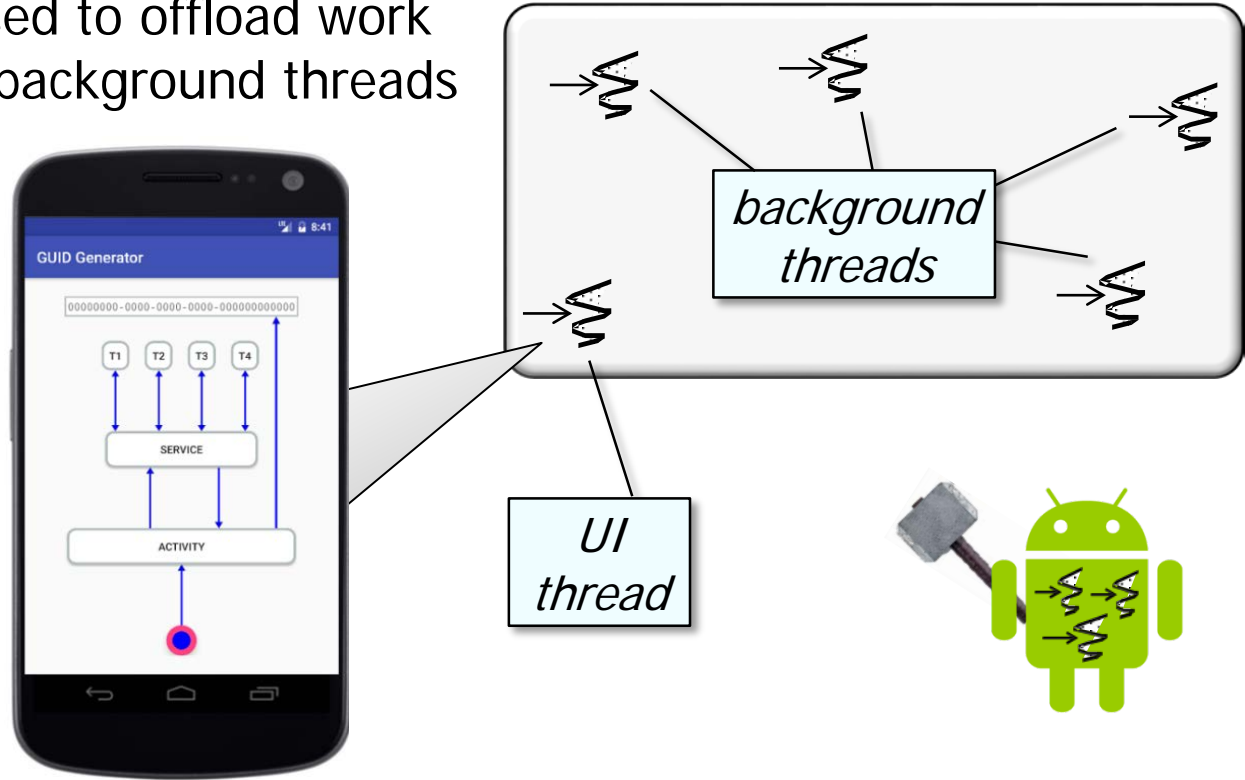 ed to offload work
background threads
background
threads
UI
thread
8:41
GUID Generator
00000000-0000-0000-0000-000000000000
T1 T2 T3 T4
SERVICE
ACTIVITY